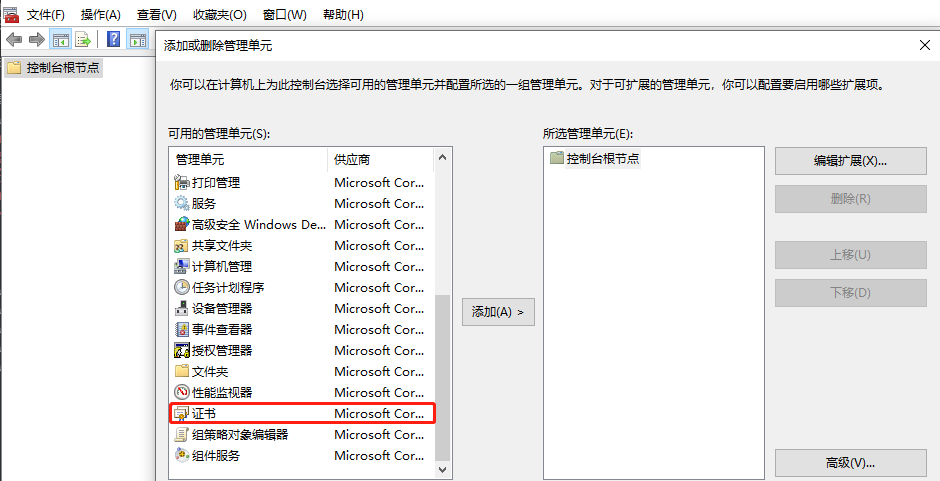 文件(F) 操作(A) 查看(V) 收藏夹(O) 窗口(W) 帮助(H)
控制台根节点
添加或删除管理单元
你可以在计算机上为此控制台选择可用的管理单元并配置所选的一组管理单元。对于可扩展的管理单元，你可以配置要启用哪些扩展项。
可用的管理单元(S):
管理单元 供应商
打印管理 Microsoft Cor...
服务 Microsoft Cor...
高级安全 Windows De... Microsoft Cor...
共享文件夹 Microsoft Cor...
计算机管理 Microsoft Cor...
任务计划程序 Microsoft Cor...
设备管理器 Microsoft Cor...
事件查看器 Microsoft Cor...
授权管理器 Microsoft Cor...
文件夹 Microsoft Cor...
性能监视器 Microsoft Cor...
证书 Microsoft Cor...
组策略对象编辑器 Microsoft Cor...
组件服务 Microsoft Cor...
添加(A) >
所选管理单元(E):
控制台根节点
编辑扩展(X)...
删除(R)
上移(U)
下移(D)
高级(V)...